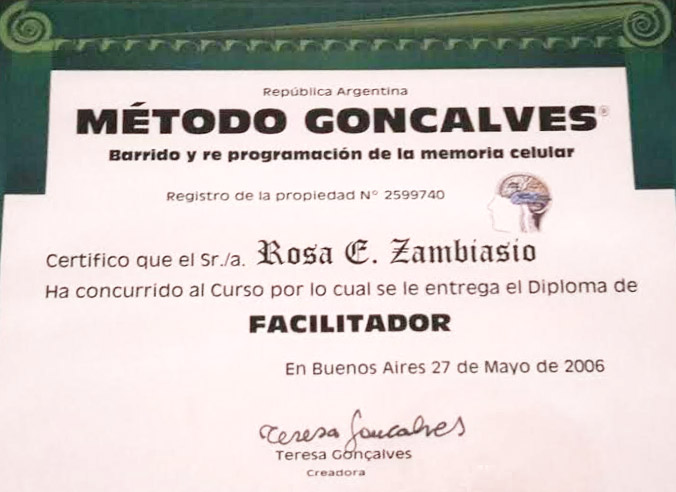 República Argentina
MÉTODO GONCALVES®
Barrido y re programación de la memoria celular
Registro de la propiedad N° 2599740
Certifico que el Sr./a. Rosa E. Zambiasio
Ha concurrido al Curso por lo cual se le entrega el Diploma de
FACILITADOR
En Buenos Aires 27 de Mayo de 2006
Teresa Goncalves
Teresa Gonçalves
Creadora